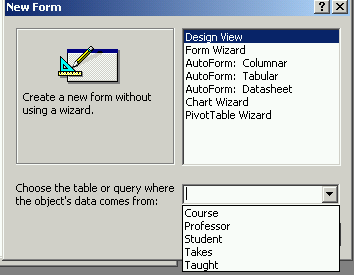 New Form
Design View
Form Wizard
AutoForm: Columnar
AutoForm: Tabular
AutoForm: Datasheet
Chart Wizard
PivotTable Wizard
Create a new form without
using a wizard.
Choose the table or query where
the object's data comes from:
Course
Professor
Student
Takes
Taught